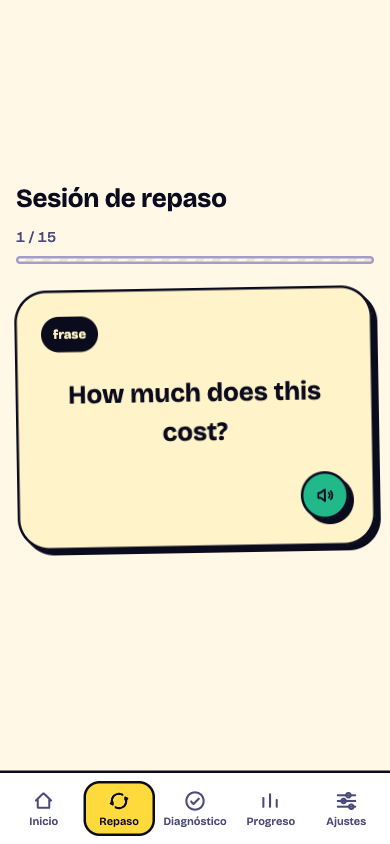 Sesión de repaso
1 / 15
frase
How much does this
cost?
Inicio
Repaso
Diagnóstico
Progreso
Ajustes